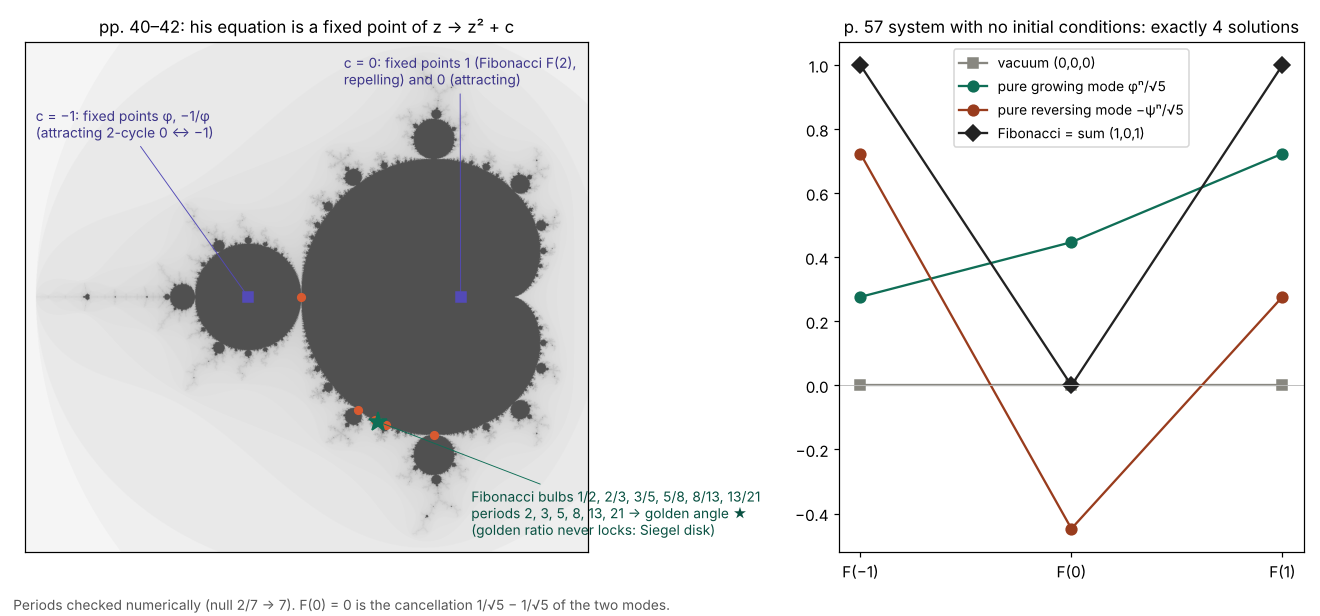 pp. 40–42: his equation is a fixed point of z → z² + c
c = 0: fixed points 1 (Fibonacci F(2),
repelling) and 0 (attracting)
c = −1: fixed points φ, −1/φ
(attracting 2-cycle 0 ↔ −1)
Fibonacci bulbs 1/2, 2/3, 3/5, 5/8, 8/13, 13/21
periods 2, 3, 5, 8, 13, 21 → golden angle ★
(golden ratio never locks: Siegel disk)
p. 57 system with no initial conditions: exactly 4 solutions
vacuum (0,0,0)
pure growing mode φⁿ/√5
pure reversing mode −ψⁿ/√5
Fibonacci = sum (1,0,1)
1.0
0.8
0.6
0.4
0.2
0.0
−0.2
−0.4
F(−1)
F(0)
F(1)
Periods checked numerically (null 2/7 → 7). F(0) = 0 is the cancellation 1/√5 − 1/√5 of the two modes.